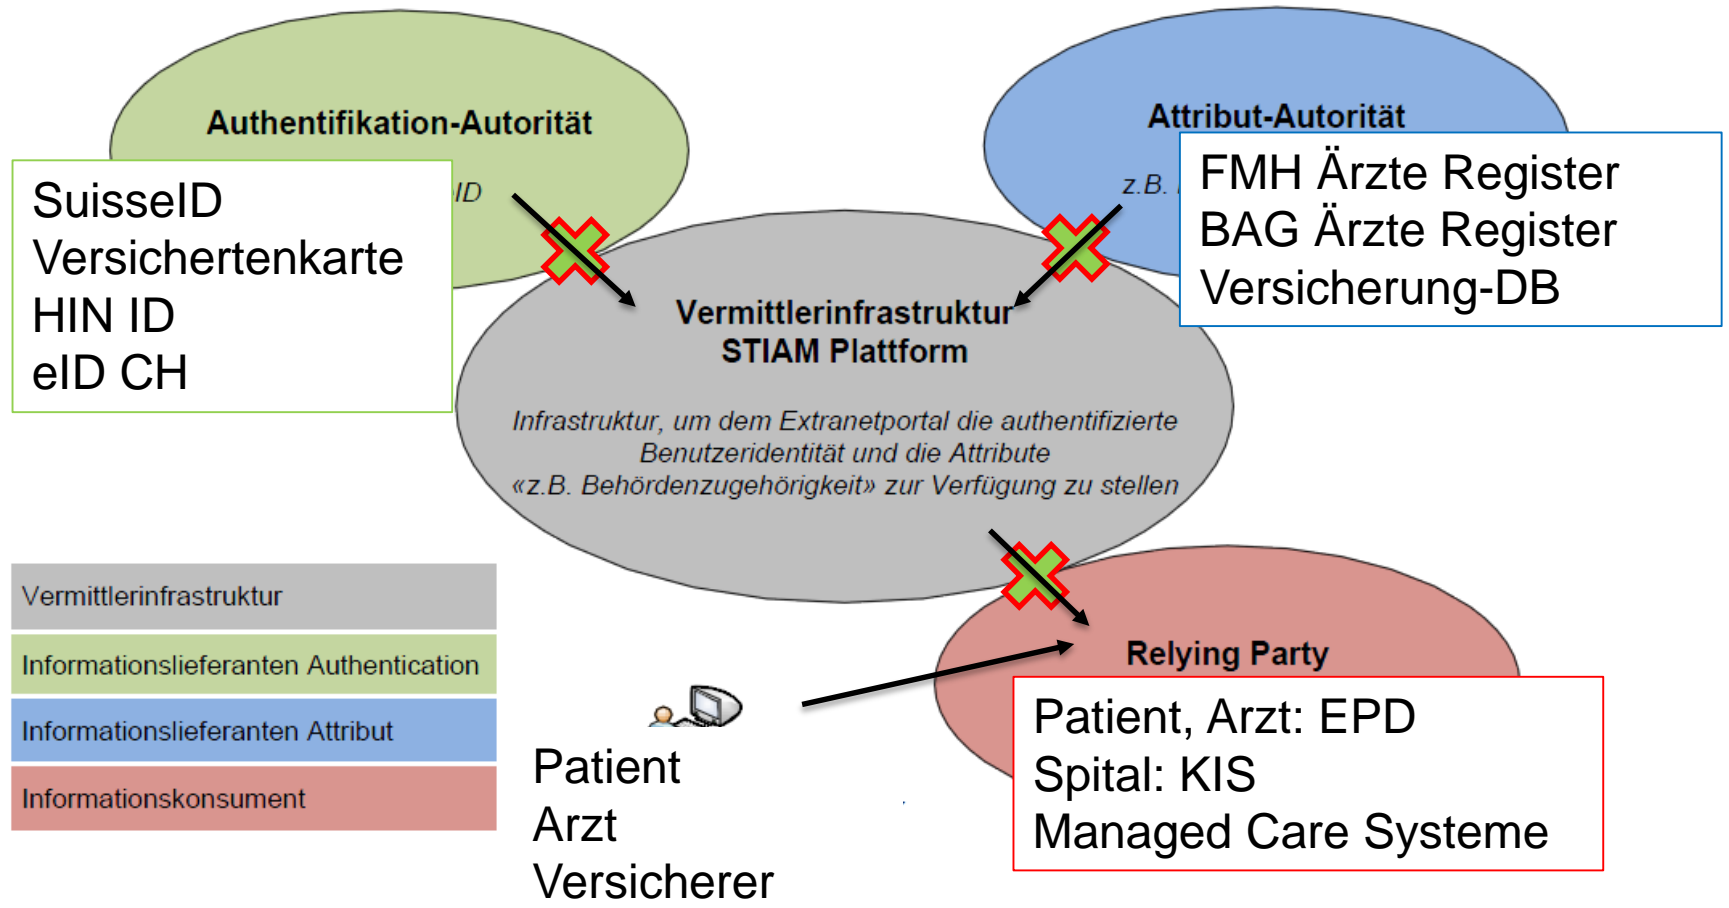 Authentifikation-Autorität
ID
SuisseID
Versichertenkarte
HIN ID
eID CH
Attribut-Autorität
z.B.
FMH Ärzte Register
BAG Ärzte Register
Versicherung-DB
Vermittlerinfrastruktur
STIAM Plattform
Infrastruktur, um dem Extranetportal die authentifizierte
Benutzeridentität und die Attribute
«z.B. Behördenzugehörigkeit» zur Verfügung zu stellen
Vermittlerinfrastruktur
Informationslieferanten Authentication
Informationslieferanten Attribut
Informationskonsument
Patient
Arzt
Versicherer
Relying Party
Patient, Arzt: EPD
Spital: KIS
Managed Care Systeme